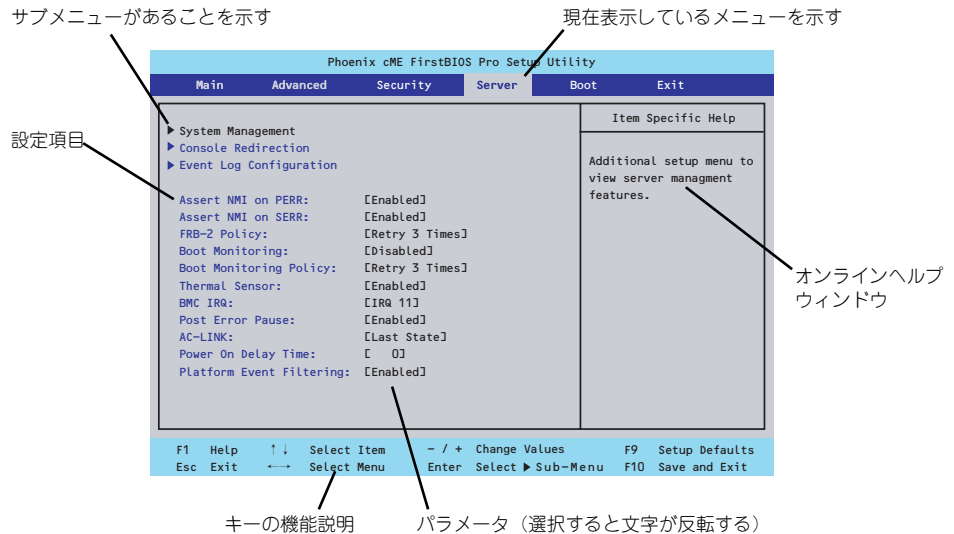 サブメニューがあることを示す
現在表示しているメニューを示す
Phoenix cME FirstBIOS Pro Setup Utility
Main Advanced Security Server Boot Exit
設定項目
▶ System Management
▶ Console Redirection
▶ Event Log Configuration
Assert NMI on PERR: [Enabled]
Assert NMI on SERR: [Enabled]
FRB-2 Policy: [Retry 3 Times]
Boot Monitoring: [Disabled]
Boot Monitoring Policy: [Retry 3 Times]
Thermal Sensor: [Enabled]
BMC IRQ: [IRQ 11]
Post Error Pause: [Enabled]
AC-LINK: [Last State]
Power On Delay Time: [ 0]
Platform Event Filtering: [Enabled]
Item Specific Help
Additional setup menu to
view server managment
features.
オンラインヘルプ
ウィンドウ
F1 Help ↑↓ Select Item - / + Change Values F9 Setup Defaults
Esc Exit ←→ Select Menu Enter Select ▶ Sub-Menu F10 Save and Exit
キーの機能説明
パラメータ（選択すると文字が反転する）